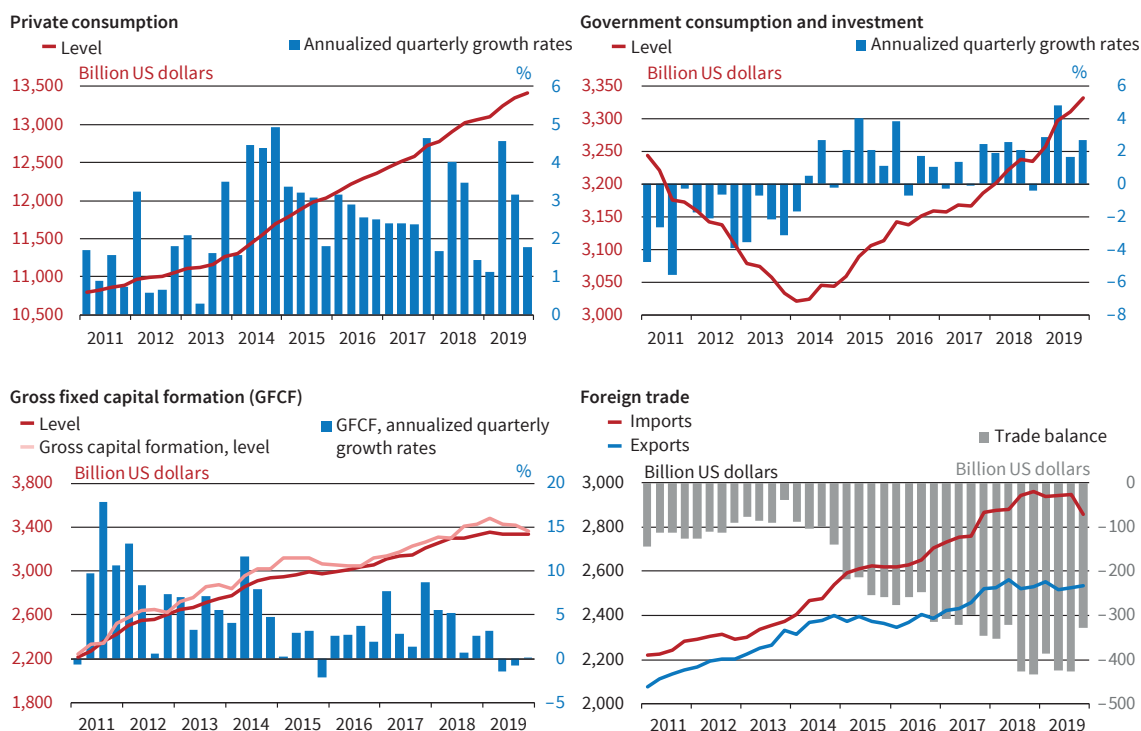 Private consumption
Level
Annualized quarterly growth rates
Billion US dollars
%
13,500
13,000
12,500
12,000
11,500
11,000
10,500
6
5
4
3
2
1
0
2011 2012 2013 2014 2015 2016 2017 2018 2019
Government consumption and investment
Level
Annualized quarterly growth rates
Billion US dollars
%
3,350
3,300
3,250
3,200
3,150
3,100
3,050
3,000
6
4
2
0
−2
−4
−6
−8
2011 2012 2013 2014 2015 2016 2017 2018 2019
Gross fixed capital formation (GFCF)
Level
Gross capital formation, level
GFCF, annualized quarterly
growth rates
Billion US dollars
%
3,800
3,400
3,000
2,600
2,200
1,800
20
15
10
5
0
−5
2011 2012 2013 2014 2015 2016 2017 2018 2019
Foreign trade
Imports
Exports
Trade balance
Billion US dollars
Billion US dollars
3,000
2,800
2,600
2,400
2,200
2,000
0
−100
−200
−300
−400
−500
2011 2012 2013 2014 2015 2016 2017 2018 2019